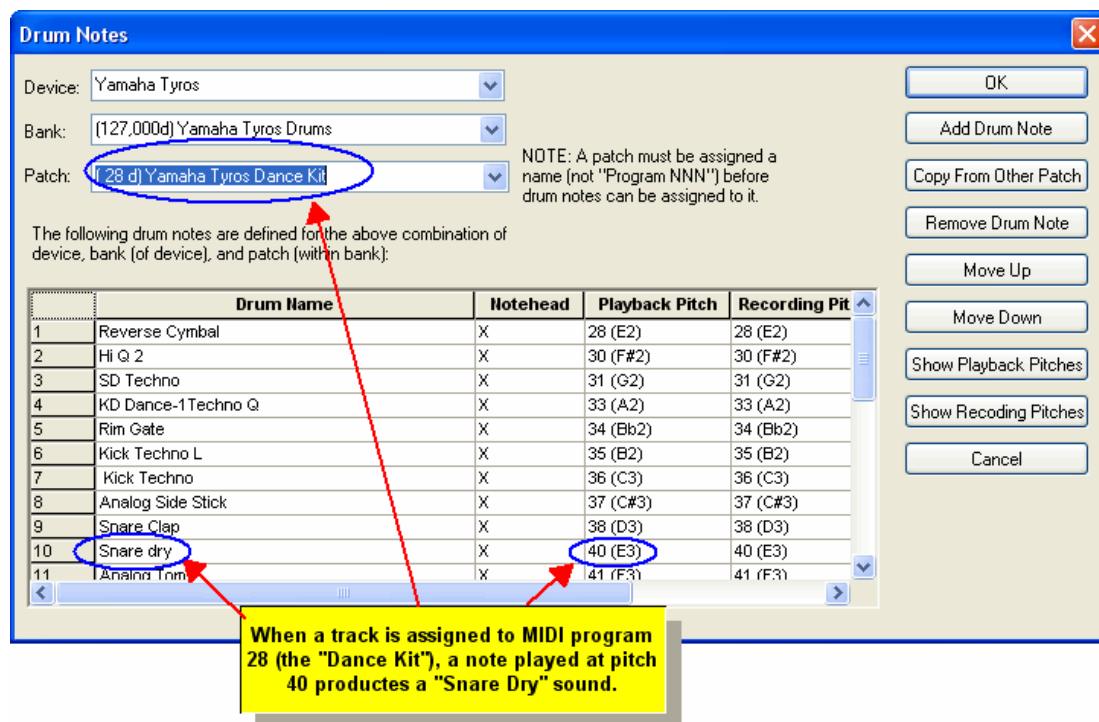 Drum Notes
Device: Yamaha Tyros
Bank: (127,000d) Yamaha Tyros Drums
Patch: ( 28 d) Yamaha Tyros Dance Kit
NOTE: A patch must be assigned a
name (not "Program NNN") before
drum notes can be assigned to it.
The following drum notes are defined for the above combination of
device, bank (of device), and patch (within bank):
Drum Name Notehead Playback Pitch Recording Pit
1 Reverse Cymbal X 28 (E2) 28 (E2)
2 Hi Q 2 X 30 (F#2) 30 (F#2)
3 SD Techno X 31 (G2) 31 (G2)
4 KD Dance-1Techno Q X 33 (A2) 33 (A2)
5 Rim Gate X 34 (Bb2) 34 (Bb2)
6 Kick Techno L X 35 (B2) 35 (B2)
7 Kick Techno X 36 (C3) 36 (C3)
8 Analog Side Stick X 37 (C#3) 37 (C#3)
9 Snare Clap X 38 (D3) 38 (D3)
10 Snare dry X 40 (E3) 40 (E3)
11 Analog Tom X 41 (F3) 41 (F3)
OK
Add Drum Note
Copy From Other Patch
Remove Drum Note
Move Up
Move Down
Show Playback Pitches
Show Recoding Pitches
Cancel
When a track is assigned to MIDI program
28 (the "Dance Kit"), a note played at pitch
40 productes a "Snare Dry" sound.